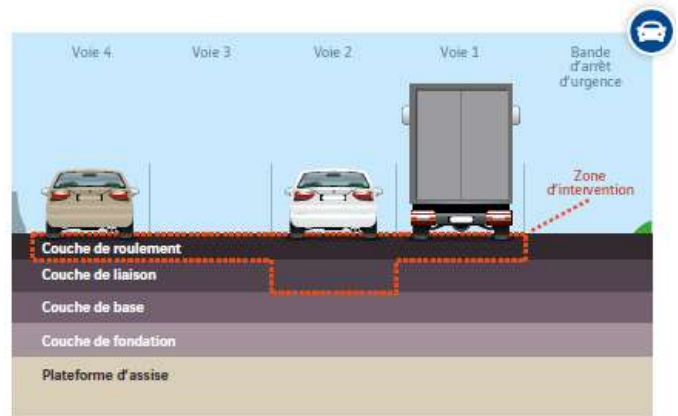 Voie 4
Voie 3
Voie 2
Voie 1
Bande
d'arrêt
d'urgence
Zone
d'intervention
Couche de roulement
Couche de liaison
Couche de base
Couche de fondation
Plateforme d'assise